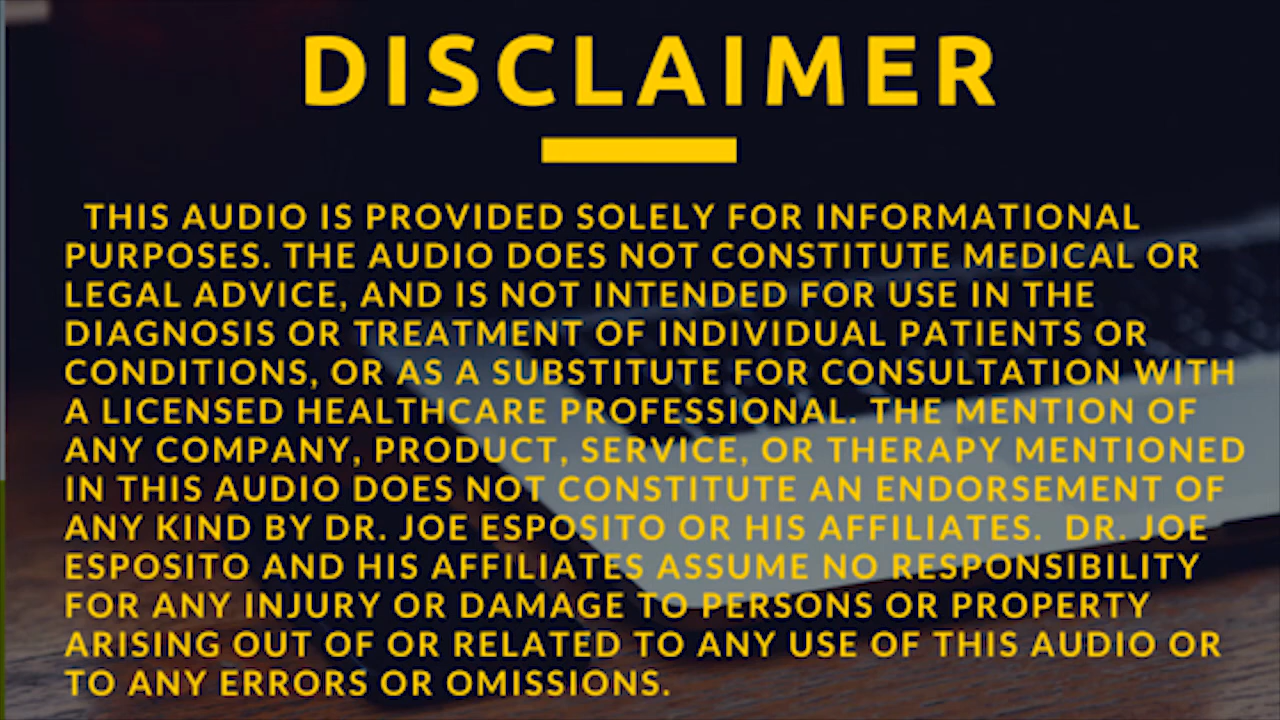 DISCLAIMER
THIS AUDIO IS PROVIDED SOLELY FOR INFORMATIONAL
PURPOSES. THE AUDIO DOES NOT CONSTITUTE MEDICAL OR
LEGAL ADVICE, AND IS NOT INTENDED FOR USE IN THE
DIAGNOSIS OR TREATMENT OF INDIVIDUAL PATIENTS OR
CONDITIONS, OR AS A SUBSTITUTE FOR CONSULTATION WITH
A LICENSED HEALTHCARE PROFESSIONAL. THE MENTION OF
ANY COMPANY, PRODUCT, SERVICE, OR THERAPY MENTIONED
IN THIS AUDIO DOES NOT CONSTITUTE AN ENDORSEMENT OF
ANY KIND BY DR. JOE ESPOSITO OR HIS AFFILIATES. DR. JOE
ESPOSITO AND HIS AFFILIATES ASSUME NO RESPONSIBILITY
FOR ANY INJURY OR DAMAGE TO PERSONS OR PROPERTY
ARISING OUT OF OR RELATED TO ANY USE OF THIS AUDIO OR
TO ANY ERRORS OR OMISSIONS.